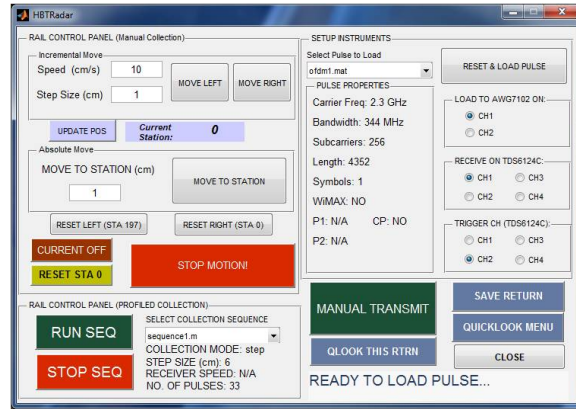 HBTRadar
RAIL CONTROL PANEL (Manual Collection)
Incremental Move
Speed (cm/s) 10
Step Size (cm) 1
MOVE LEFT MOVE RIGHT
UPDATE POS
Current
Station: 0
Absolute Move
MOVE TO STATION (cm)
1
MOVE TO STATION
RESET LEFT (STA 197) RESET RIGHT (STA 0)
CURRENT OFF
RESET STA 0
STOP MOTION!
RAIL CONTROL PANEL (PROFILED COLLECTION)
RUN SEQ
STOP SEQ
SELECT COLLECTION SEQUENCE
sequence1.m
COLLECTION MODE: step
STEP SIZE (cm): 6
RECEIVER SPEED: N/A
NO. OF PULSES: 33
SETUP INSTRUMENTS
Select Pulse to Load
ofdm1.mat
RESET & LOAD PULSE
PULSE PROPERTIES
Carrier Freq: 2.3 GHz
Bandwidth: 344 MHz
Subcarriers: 256
Length: 4352
Symbols: 1
WiMAX: NO
P1: N/A CP: NO
P2: N/A
LOAD TO AWG7102 ON:
CH1
CH2
RECEIVE ON TDS6124C:
CH1 CH3
CH2 CH4
TRIGGER CH (TDS6124C):
CH1 CH3
CH2 CH4
MANUAL TRANSMIT
QLOOK THIS RTRN
SAVE RETURN
QUICKLOOK MENU
CLOSE
READY TO LOAD PULSE...